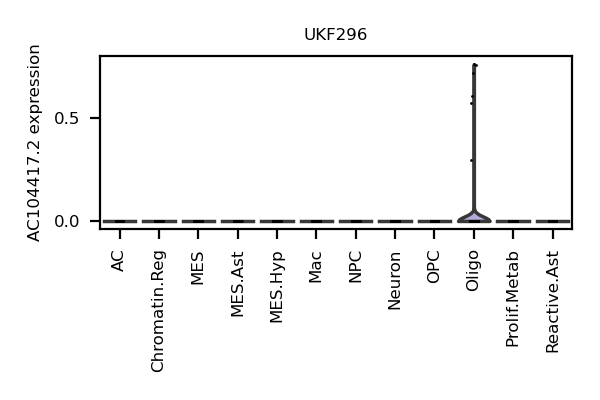 UKF296
AC104417.2 expression
0.5
0.0
AC
Chromatin.Reg
MES
MES.Ast
MES.Hyp
Mac
NPC
Neuron
OPC
Oligo
Prolif.Metab
Reactive.Ast